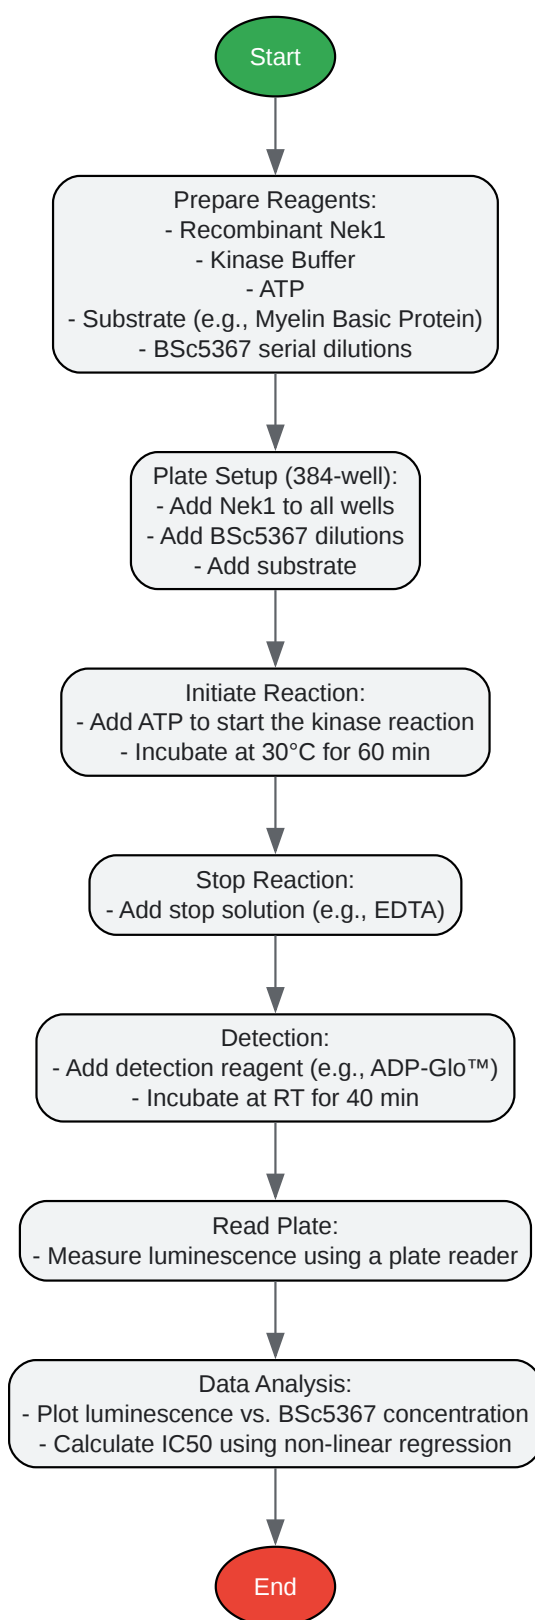 Start
Prepare Reagents:
- Recombinant Nek1
- Kinase Buffer
- ATP
- Substrate (e.g., Myelin Basic Protein)
- BSc5367 serial dilutions
Plate Setup (384-well):
- Add Nek1 to all wells
- Add BSc5367 dilutions
- Add substrate
Initiate Reaction:
- Add ATP to start the kinase reaction
- Incubate at 30°C for 60 min
Stop Reaction:
- Add stop solution (e.g., EDTA)
Detection:
- Add detection reagent (e.g., ADP-Glo™)
- Incubate at RT for 40 min
Read Plate:
- Measure luminescence using a plate reader
Data Analysis:
- Plot luminescence vs. BSc5367 concentration
- Calculate IC50 using non-linear regression
End